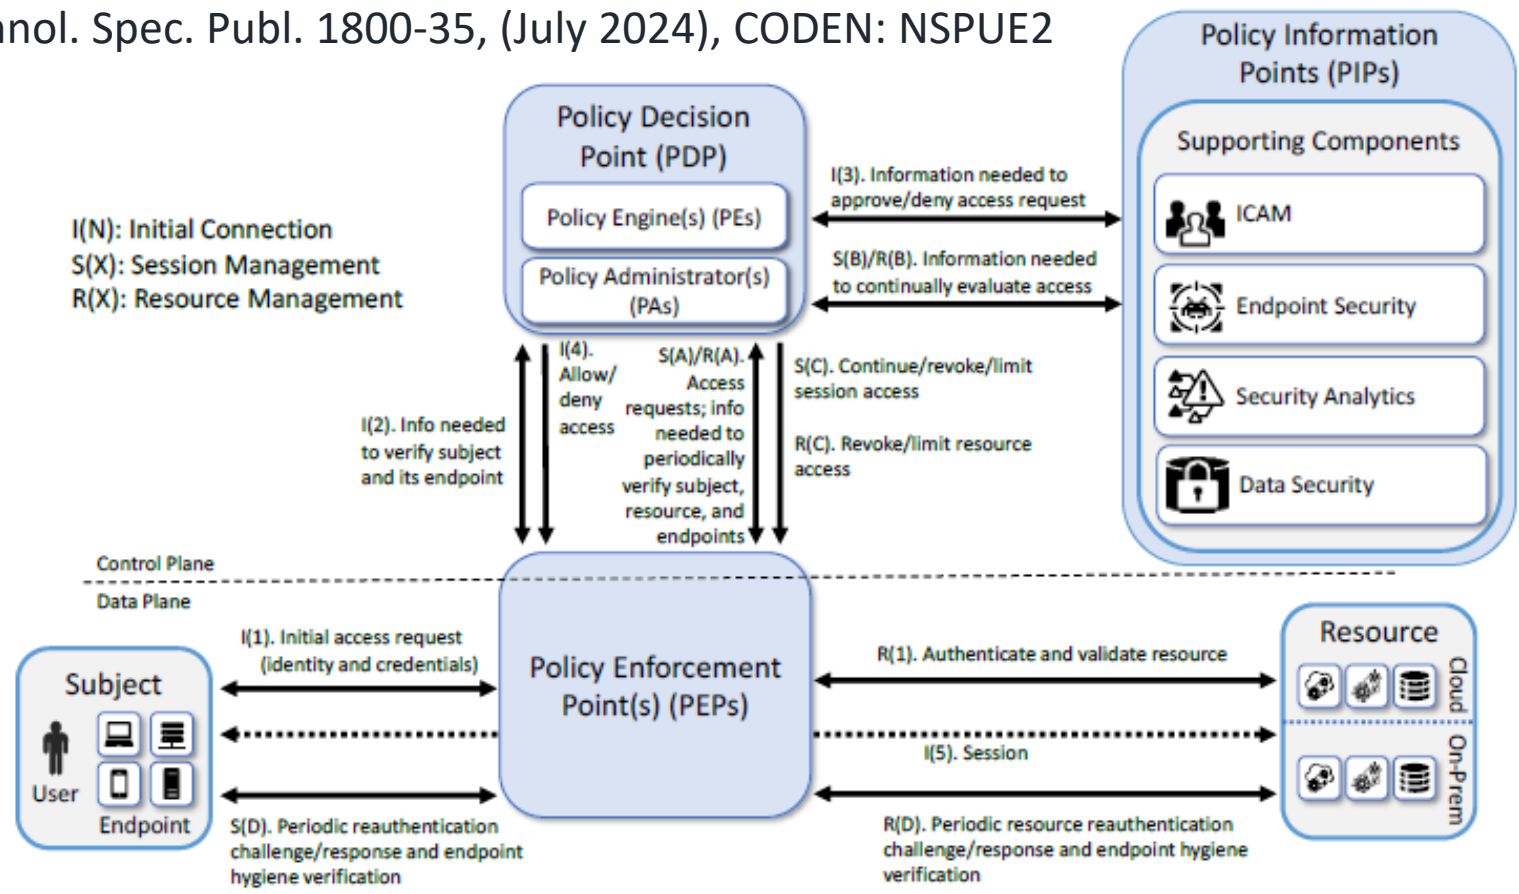 nnol. Spec. Publ. 1800-35, (July 2024), CODEN: NSPUE2
Policy Information
Points (PIPs)
Supporting Components
ICAM
Endpoint Security
Security Analytics
Data Security
Policy Decision
Point (PDP)
Policy Engine(s) (PEs)
Policy Administrator(s)
(PAs)
I(3). Information needed to
approve/deny access request
S(B)/R(B). Information needed
to continually evaluate access
I(N): Initial Connection
S(X): Session Management
R(X): Resource Management
I(2). Info needed
to verify subject
and its endpoint
I(4).
Allow/
deny
access
S(A)/R(A).
Access
requests; info
needed to
periodically
verify subject,
resource, and
endpoints
S(C). Continue/revoke/limit
session access
R(C). Revoke/limit resource
access
Control Plane
Data Plane
Subject
User
Endpoint
I(1). Initial access request
(identity and credentials)
S(D). Periodic reauthentication
challenge/response and endpoint
hygiene verification
Policy Enforcement
Point(s) (PEPs)
R(1). Authenticate and validate resource
I(5). Session
R(D). Periodic resource reauthentication
challenge/response and endpoint hygiene
verification
Resource
Cloud
On-Prem